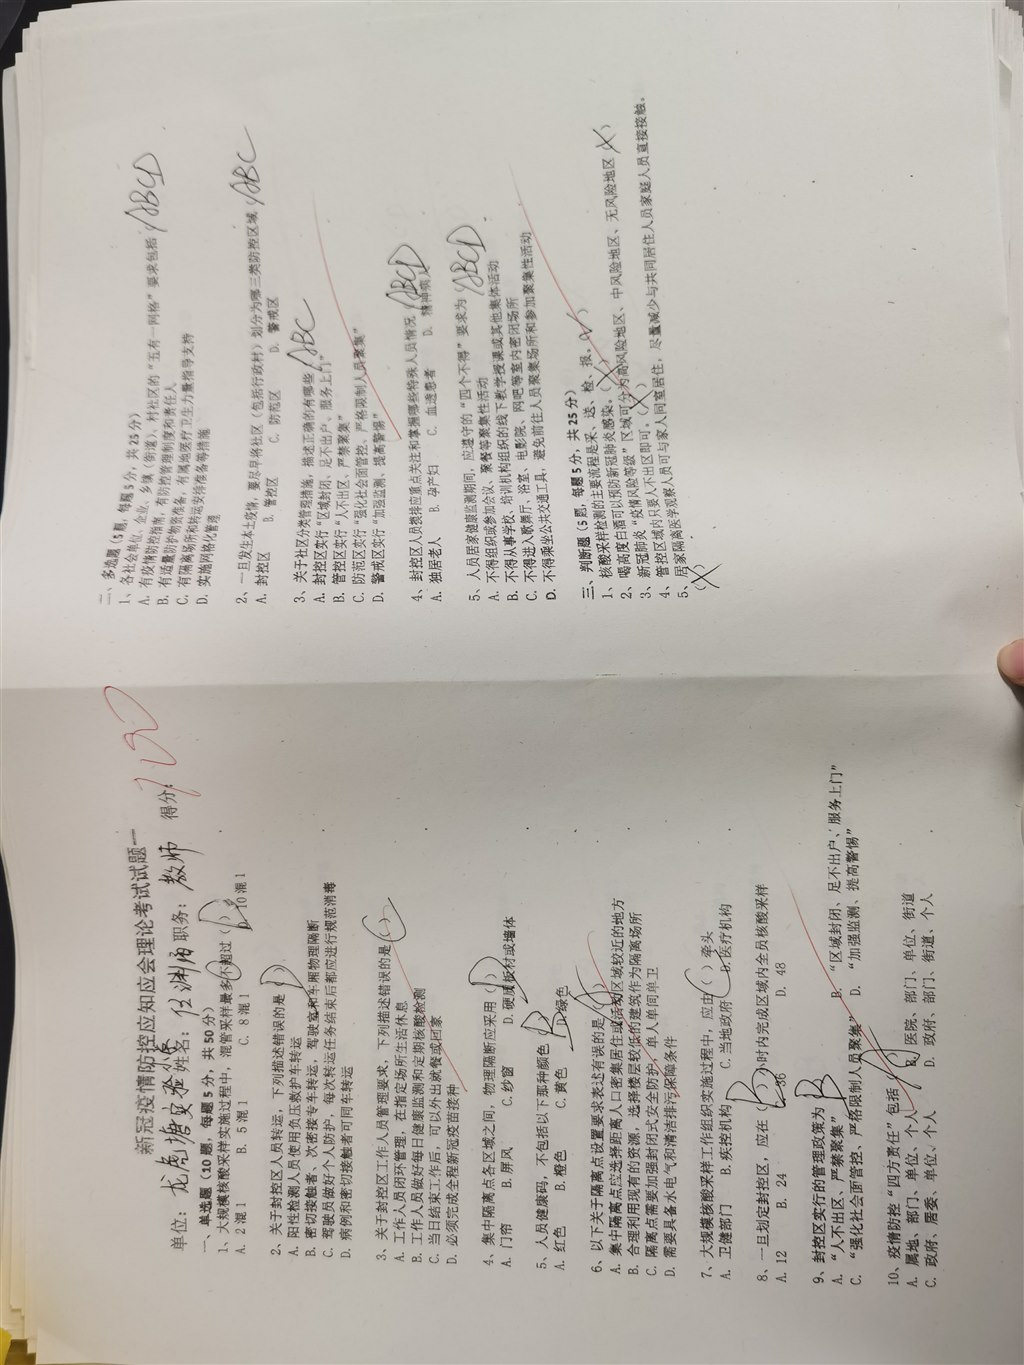 新冠疫情防控应知应会理论考试试题一
单位：龙虎塘实验小学 姓名： 职务：教师 得分：100
一、单选题（10题，每题5分，共50分）
1、大规模核酸采样实施过程中，混管采样最多不超过（D）
A. 2混1 B. 5混1 C. 8混1 D. 10混1
2、关于封控区人员转运，下列描述错误的是（D）
A. 阳性检测人员使用负压救护车转运
B. 密切接触者、次密接专车转运，驾驶室和车厢物理隔断
C. 驾驶员做好个人防护，每次转运任务结束后都应进行规范消毒
D. 病例和密切接触者可同车转运
3、关于封控区工作人员管理要求，下列描述错误的是（C）
A. 工作人员闭环管理，在指定场所生活休息
B. 工作人员做好每日健康监测和定期核酸检测
C. 当日结束工作后，可以外出就餐或回家
D. 必须完成全程新冠疫苗接种
4、集中隔离点各区域之间，物理隔断应采用（D）
A. 门帘 B. 屏风 C. 纱窗 D. 硬质板材或墙体
5、人员健康码，不包括以下那种颜色 B
A. 红色 B. 橙色 C. 黄色 D. 绿色
6、以下关于隔离点设置要求表述有误的是 A
A. 集中隔离点应选择距离人口密集居住或活动区域较近的地方
B. 合理利用现有的资源，选择楼层较低的建筑作为隔离场所
C. 隔离点需要加强封闭式安全防护，单人单间单卫
D. 需要具备水电气和清洁排污保障条件
7、大规模核酸采样工作组织实施过程中，应由（C）牵头
A. 卫健部门 B. 疾控机构 C. 当地政府 D. 医疗机构
8、一旦划定封控区，应在（B）小时内完成区域内全员核酸采样
A. 12 B. 24 C. 36 D. 48
9、封控区实行的管理政策为 B
A. “人不出区、严禁聚集” B. “区域封闭、足不出户、服务上门”
C. “强化社会面管控，严格限制人员聚集” D. “加强监测、提高警惕”
10、疫情防控“四方责任”包括 A
A. 属地、部门、单位、个人 B. 医院、部门、单位、街道
C. 政府、居委、单位、个人 D. 政府、部门、街道、个人
二、多选题（5题，每题5分，共25分）
1、各社会单位、企业、乡镇（街道）、村社区的“五有一网格”要求包括 ABCD
A. 有疫情防控指南，有防控管理制度和责任人
B. 有适量防护物资准备，有属地医疗卫生力量指导支持
C. 有隔离场所和转运安排准备等措施
D. 实施网格化管理
2、一旦发生本土疫情，要尽早将社区（包括行政村）划分为哪三类防控区域 ABC
A. 封控区 B. 管控区 C. 防范区 D. 警戒区
3、关于社区分类管理措施，描述正确的有哪些 ABC
A. 封控区实行“区域封闭、足不出户、服务上门”
B. 管控区实行“人不出区、严禁聚集”
C. 防范区实行“强化社会面管控、严格限制人员聚集”
D. 警戒区实行“加强监测、提高警惕”
4、封控区人员摸排应重点关注和掌握哪些特殊人员情况 ABCD
A. 独居老人 B. 孕产妇 C. 血透患者 D. 精神病人
5、人员居家健康监测期间，应遵守的“四个不得”要求为 ABCD
A. 不得组织或参加会议、聚餐等聚集性活动
B. 不得从事学校、培训机构组织的线下教学授课或其他集体活动
C. 不得进入歌舞厅、浴室、电影院、网吧等室内密闭场所
D. 不得乘坐公共交通工具，避免前往人员聚集场所和参加聚集性活动
三、判断题（5题，每题5分，共25分）
1、核酸采样检测的主要流程是采、送、检、报。（√）
2、喝高度白酒可以预防新冠肺炎感染。（X）
3、新冠肺炎“疫情风险等级”区域可分为高风险地区、中风险地区、无风险地区（X）
4、管控区域内只要人不出区即可。（X）
5、居家隔离医学观察人员可与家人同室居住，尽量减少与共同居住人员家庭人员直接接触。
（X）